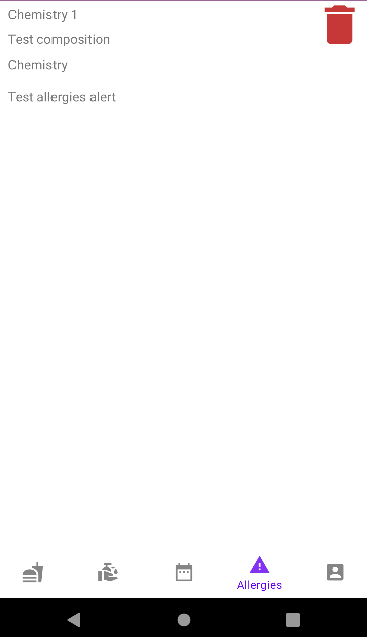 Chemistry 1
Test composition
Chemistry
Test allergies alert
Allergies